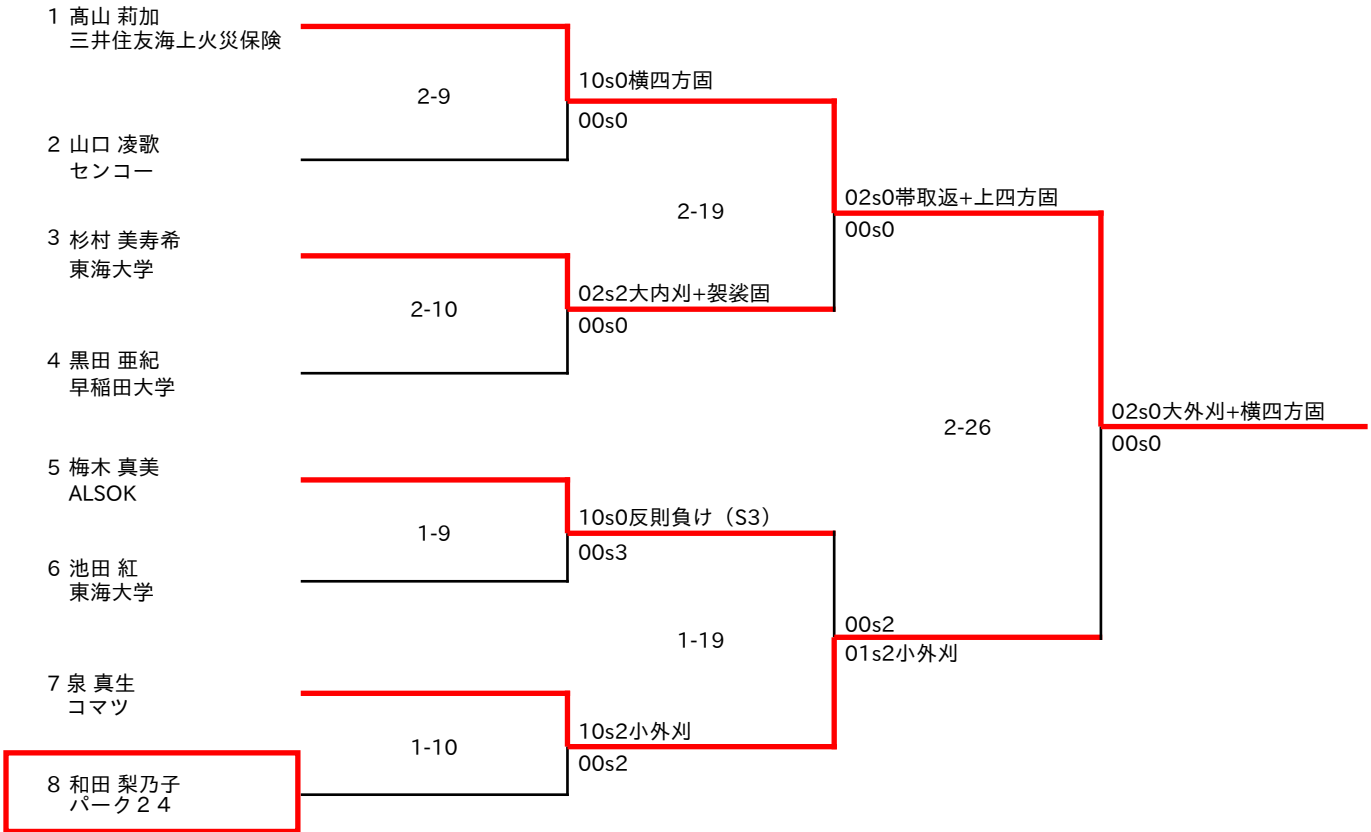 1 髙山 莉加
三井住友海上火災保険
2 山口 凌歌
センコー
3 杉村 美寿希
東海大学
4 黒田 亜紀
早稲田大学
5 梅木 真美
ALSOK
6 池田 紅
東海大学
7 泉 真生
コマツ
8 和田 梨乃子
パーク２４
2-9
2-10
1-9
1-10
10s0横四方固
00s0
02s2大内刈+袈裟固
00s0
10s0反則負け（S3）
00s3
10s2小外刈
00s2
2-19
1-19
02s0帯取返+上四方固
00s0
00s2
01s2小外刈
2-26
02s0大外刈+横四方固
00s0